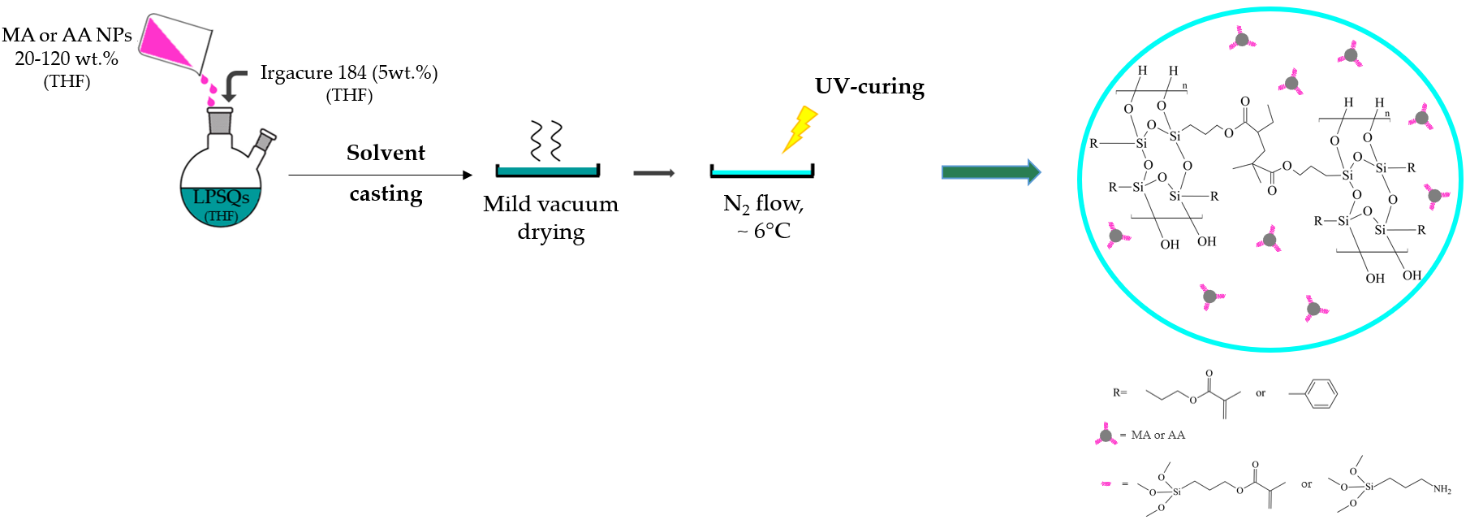 MA or AA NPs
20-120 wt.%
(THF)
Irgacure 184 (5wt.%)
(THF)
LPSQs
(THF)
Solvent
casting
Mild vacuum
drying
UV-curing
N2 flow,
~ 6°C
H
H
n
O
O
O
Si
Si
R
O
O
O
O
R
Si
Si
R
O
OH
OH
O
O
O
O
H
H
n
O
O
O
Si
Si
R
O
O
R
Si
O
Si
R
OH
OH
R=
O
O
or
= MA or AA
=
O
O
O
Si
O
O
or
O
O
O
Si
NH2